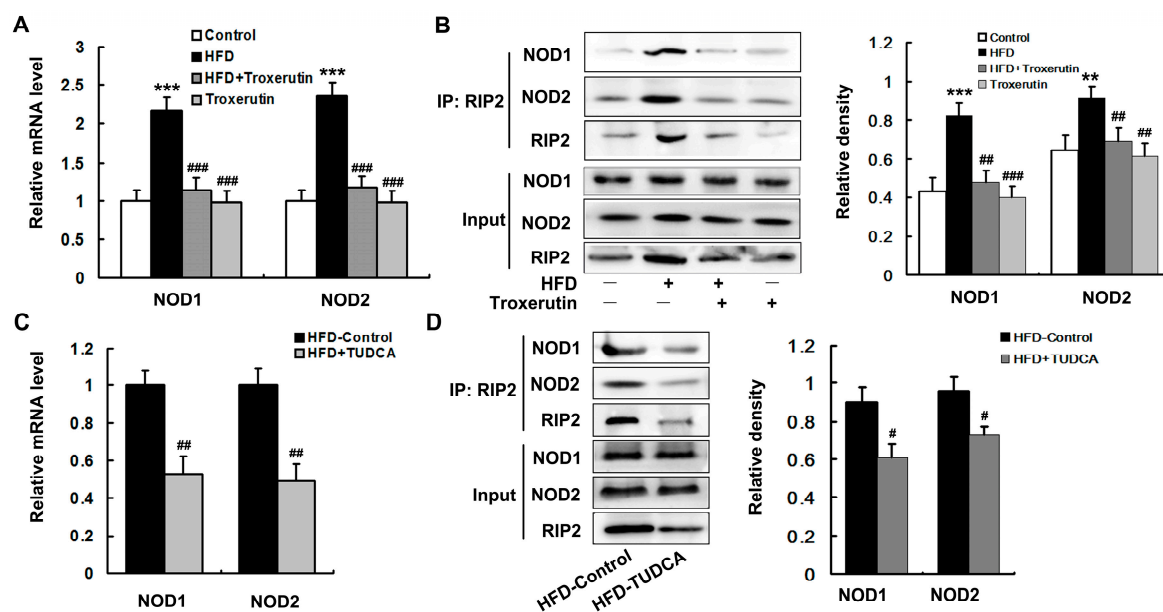 A
Relative mRNA level
3
2.5
2
1.5
1
0.5
0
Control
HFD
HFD+Troxerutin
Troxerutin
***
###
###
***
###
###
NOD1
NOD2
B
IP: RIP2
NOD1
NOD2
RIP2
Input
NOD1
NOD2
RIP2
HFD — + + —
Troxerutin — — + +
Relative density
1.2
1
0.8
0.6
0.4
0.2
0
Control
HFD
HFD+Troxerutin
Troxerutin
***
##
###
**
##
##
NOD1
NOD2
C
Relative mRNA level
1.2
1
0.8
0.6
0.4
0.2
0
HFD-Control
HFD+TUDCA
##
##
NOD1
NOD2
D
IP: RIP2
NOD1
NOD2
RIP2
Input
NOD1
NOD2
RIP2
HFD-Control
HFD-TUDCA
Relative density
1.2
1
0.8
0.6
0.4
0.2
0
HFD-Control
HFD+TUDCA
#
#
NOD1
NOD2